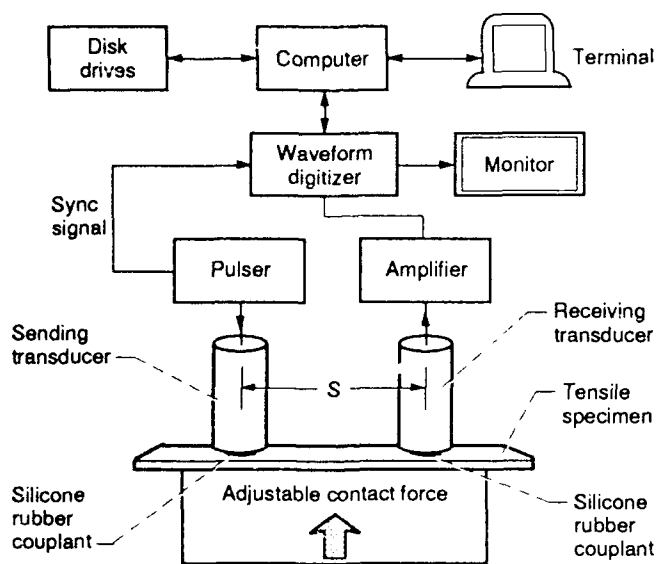 Disk
drives
Computer
Terminal
Waveform
digitizer
Monitor
Sync
signal
Pulser
Amplifier
Sending
transducer
Receiving
transducer
S
Tensile
specimen
Silicone
rubber
couplant
Adjustable contact force
Silicone
rubber
couplant